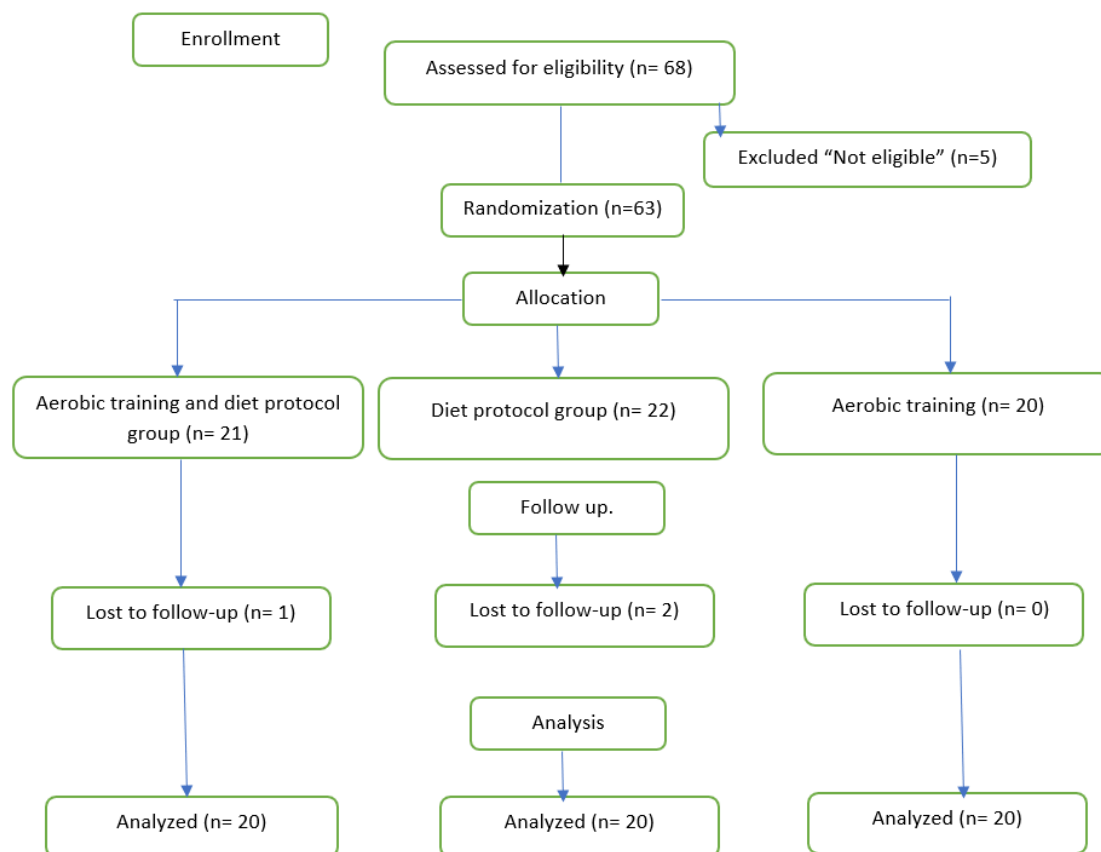 Enrollment
Assessed for eligibility (n= 68)
Excluded “Not eligible” (n=5)
Randomization (n=63)
Allocation
Aerobic training and diet protocol
group (n= 21)
Diet protocol group (n= 22)
Aerobic training (n= 20)
Follow up.
Lost to follow-up (n= 1)
Lost to follow-up (n= 2)
Lost to follow-up (n= 0)
Analysis
Analyzed (n= 20)
Analyzed (n= 20)
Analyzed (n= 20)